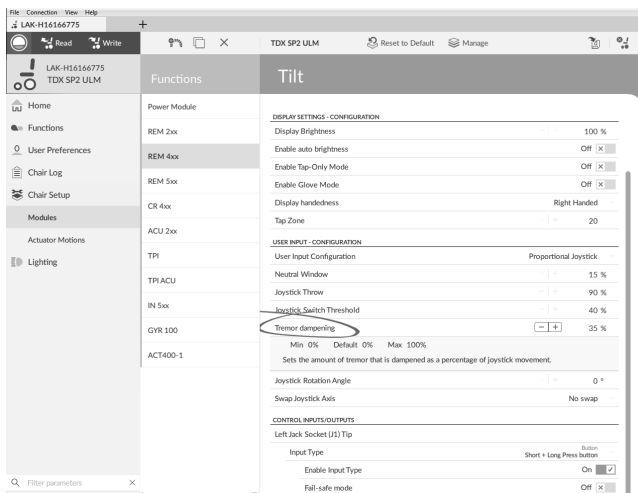 File Connection View Help
LAK-H16166775 +
Read Write TDX SP2 ULM Reset to Default Manage
LAK-H16166775
TDX SP2 ULM
Functions
Tilt
Home
Functions
User Preferences
Chair Log
Chair Setup
Modules
Actuator Motions
Lighting
Filter parameters
Power Module
REM 2xx
REM 4xx
REM 5xx
CR 4xx
ACU 2xx
TPI
TPI ACU
IN 5xx
GYR 100
ACT400-1
DISPLAY SETTINGS - CONFIGURATION
Display Brightness - + 100 %
Enable auto brightness Off
Enable Tap-Only Mode Off
Enable Glove Mode Off
Display handedness Right Handed
Tap Zone - + 20
USER INPUT - CONFIGURATION
User Input Configuration Proportional Joystick
Neutral Window - + 15 %
Joystick Throw - + 90 %
Joystick Switch Threshold - + 40 %
Tremor dampening - + 35 %
Min 0% Default 0% Max 100%
Sets the amount of tremor that is dampened as a percentage of joystick movement.
Joystick Rotation Angle - + 0 °
Swap Joystick Axis No swap
CONTROL INPUTS/OUTPUTS
Left Jack Socket (J1) Tip
Button
Input Type Short + Long Press button
Enable Input Type On
Fail-safe mode Off